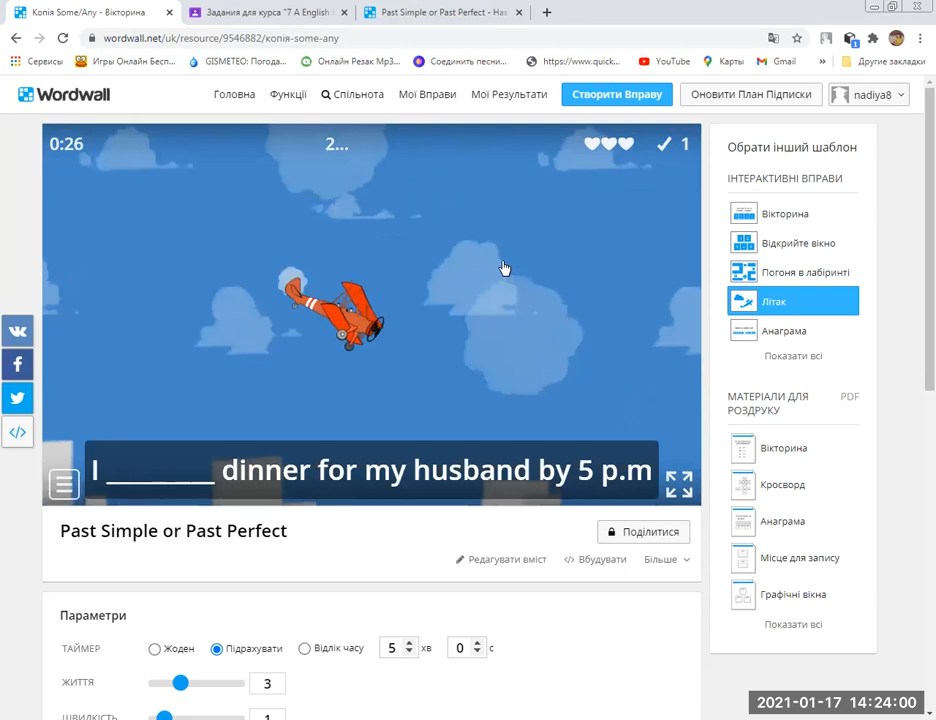 Копія Some/Any - Вікторина
Задания для курса "7 A English
Past Simple or Past Perfect - На
wordwall.net/uk/resource/9546882/копія-some-any
Сервисы
Игры Онлайн Бесп...
GISMETEO: Погода...
Онлайн Резак Mp3...
Соединить песни...
https://www.quick...
YouTube
Карты
Gmail
»
Другие закладки
Wordwall
Головна
Функції
Спільнота
Мої Вправи
Мої Результати
Створити Вправу
Оновити План Підписки
nadiya8
0:26
2...
1
I ________ dinner for my husband by 5 p.m
Past Simple or Past Perfect
Поділитися
Редагувати вміст
Вбудувати
Більше
Параметри
ТАЙМЕР
Жоден
Підрахувати
Відлік часу
5
хв
0
с
ЖИТТЯ
3
ШВИДКІСТЬ
1
Обрати інший шаблон
ІНТЕРАКТИВНІ ВПРАВИ
Вікторина
Відкрийте вікно
Погоня в лабіринті
Літак
Анаграма
Показати всі
МАТЕРІАЛИ ДЛЯ РОЗДРУКУ
PDF
Вікторина
Кросворд
Анаграма
Місце для запису
Графічні вікна
Показати всі
2021-01-17 14:24:00